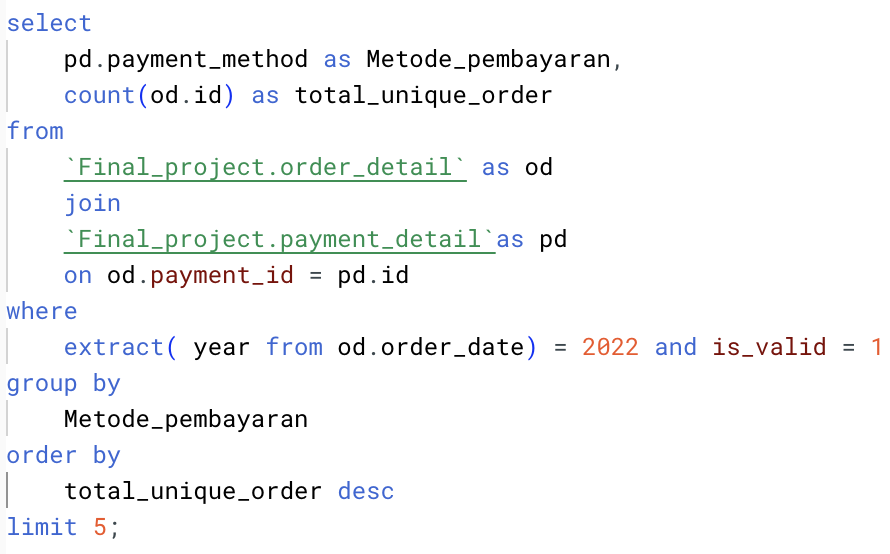 select
    pd.payment_method as Metode_pembayaran,
    count(od.id) as total_unique_order
from
    `Final_project.order_detail` as od
    join
    `Final_project.payment_detail`as pd
    on od.payment_id = pd.id
where
    extract( year from od.order_date) = 2022 and is_valid = 1
group by
    Metode_pembayaran
order by
    total_unique_order desc
limit 5;